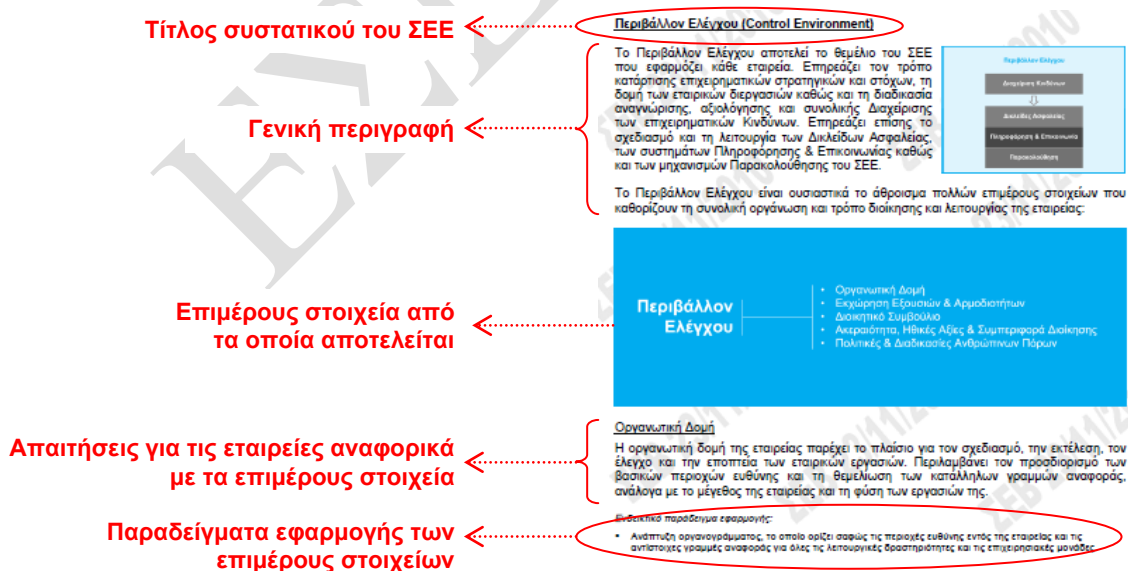 Τίτλος συστατικού του ΣΕΕ
Περιβάλλον Ελέγχου (Control Environment)
Γενική περιγραφή
Το Περιβάλλον Ελέγχου αποτελεί το θεμέλιο του ΣΕΕ
που εφαρμόζει κάθε εταιρεία. Επηρεάζει τον τρόπο
κατάρτισης επιχειρηματικών στρατηγικών και στόχων, τη
δομή των εταιρικών διεργασιών καθώς και τη διαδικασία
αναγνώρισης, αξιολόγησης και συνολικής Διαχείρισης
των επιχειρηματικών Κινδύνων. Επηρεάζει επίσης το
σχεδιασμό και τη λειτουργία των Δικλείδων Ασφαλείας,
των συστημάτων Πληροφόρησης & Επικοινωνίας καθώς
και των μηχανισμών Παρακολούθησης του ΣΕΕ.
Περιβάλλον Ελέγχου
Διαχείριση Κινδύνων
Δικλείδες Ασφαλείας
Πληροφόρηση & Επικοινωνία
Παρακολούθηση
Το Περιβάλλον Ελέγχου είναι ουσιαστικά το άθροισμα πολλών επιμέρους στοιχείων που
καθορίζουν τη συνολική οργάνωση και τρόπο διοίκησης και λειτουργίας της εταιρείας:
Επιμέρους στοιχεία από
τα οποία αποτελείται
Περιβάλλον
Ελέγχου
• Οργανωτική Δομή
• Εκχώρηση Εξουσιών & Αρμοδιοτήτων
• Διοικητικό Συμβούλιο
• Ακεραιότητα, Ηθικές Αξίες & Συμπεριφορά Διοίκησης
• Πολιτικές & Διαδικασίες Ανθρώπινων Πόρων
Απαιτήσεις για τις εταιρείες αναφορικά
με τα επιμέρους στοιχεία
Οργανωτική Δομή
Η οργανωτική δομή της εταιρείας παρέχει το πλαίσιο για τον σχεδιασμό, την εκτέλεση, τον
έλεγχο και την εποπτεία των εταιρικών εργασιών. Περιλαμβάνει τον προσδιορισμό των
βασικών περιοχών ευθύνης και τη θεμελίωση των κατάλληλων γραμμών αναφοράς,
ανάλογα με το μέγεθος της εταιρείας και τη φύση των εργασιών της.
Παραδείγματα εφαρμογής των
επιμέρους στοιχείων
Ενδεικτικό παράδειγμα εφαρμογής:
• Ανάπτυξη οργανογράμματος, το οποίο ορίζει σαφώς τις περιοχές ευθύνης εντός της εταιρείας και τις
αντίστοιχες γραμμές αναφοράς για όλες τις λειτουργικές δραστηριότητες και τις επιχειρησιακές μονάδες.